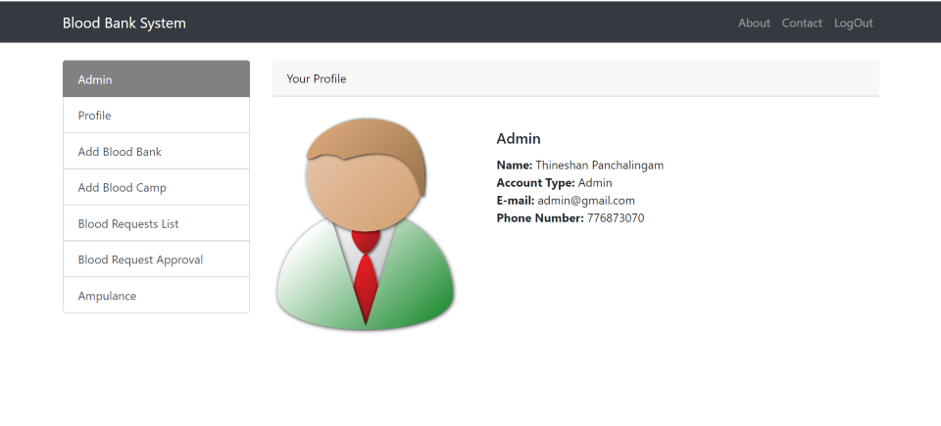 Blood Bank System
About Contact LogOut
Admin
Profile
Add Blood Bank
Add Blood Camp
Blood Requests List
Blood Request Approval
Ampulance
Your Profile
Admin
Name: Thineshan Panchalingam
Account Type: Admin
E-mail: admin@gmail.com
Phone Number: 776873070